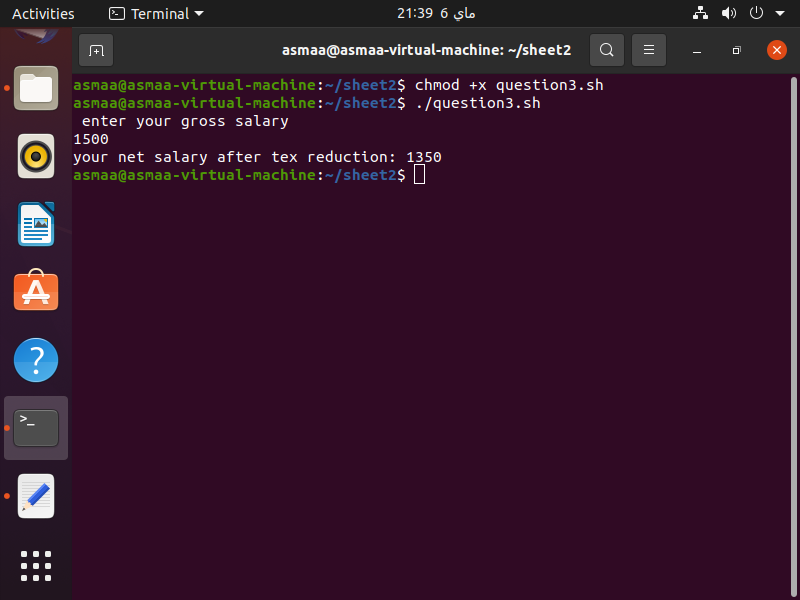 Activities
Terminal
21:39 6 ماي
asmaa@asmaa-virtual-machine: ~/sheet2
asmaa@asmaa-virtual-machine:~/sheet2$ chmod +x question3.sh
asmaa@asmaa-virtual-machine:~/sheet2$ ./question3.sh
 enter your gross salary
1500
your net salary after tex reduction: 1350
asmaa@asmaa-virtual-machine:~/sheet2$